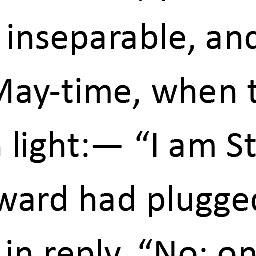 inseparable, and
May-time, when t
light:— “I am St
ward had plugged
in reply, “No; on